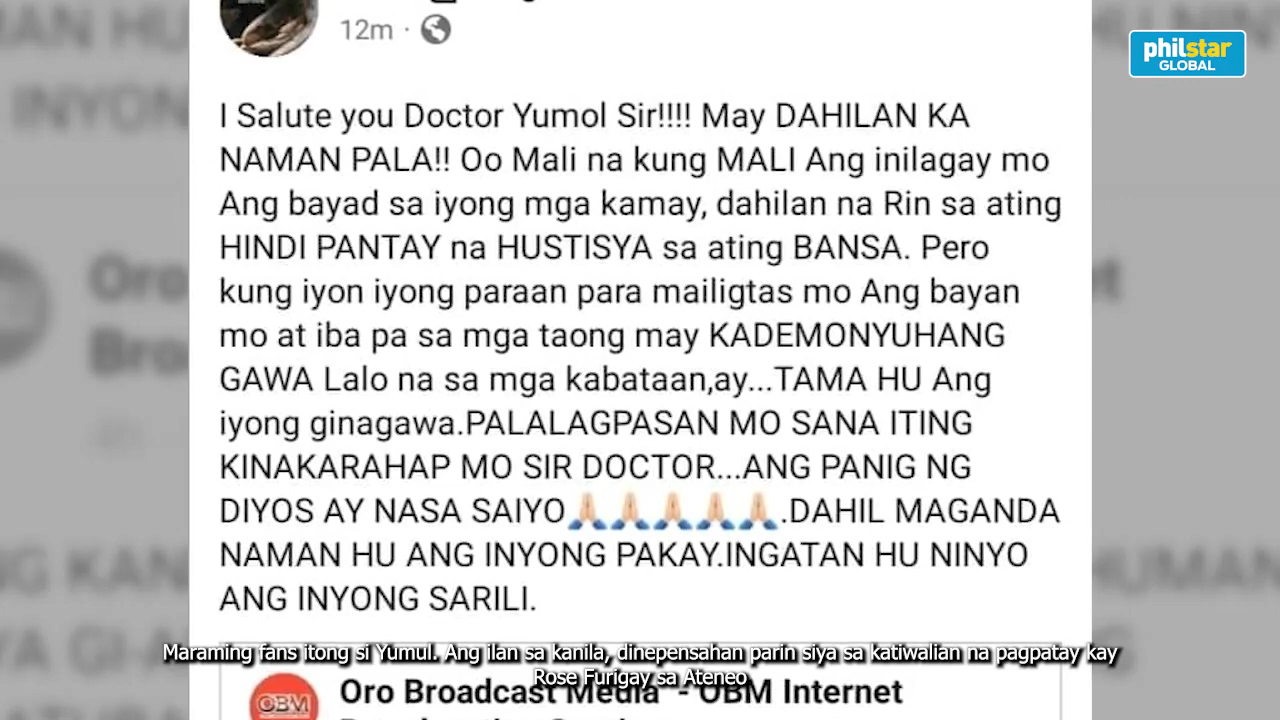 12m ·
philstar
GLOBAL
I Salute you Doctor Yumol Sir!!!! May DAHILAN KA
NAMAN PALA!! Oo Mali na kung MALI Ang inilagay mo
Ang bayad sa iyong mga kamay, dahilan na Rin sa ating
HINDI PANTAY na HUSTISYA sa ating BANSA. Pero
kung iyon iyong paraan para mailigtas mo Ang bayan
mo at iba pa sa mga taong may KADEMONYUHANG
GAWA Lalo na sa mga kabataan,ay...TAMA HU Ang
iyong ginagawa.PALALAGPASAN MO SANA ITING
KINAKARAHAP MO SIR DOCTOR...ANG PANIG NG
DIYOS AY NASA SAIYO🙏🏻🙏🏻🙏🏻🙏🏻🙏🏻.DAHIL MAGANDA
NAMAN HU ANG INYONG PAKAY.INGATAN HU NINYO
ANG INYONG SARILI.
Maraming fans itong si Yumul. Ang ilan sa kanila, dinepensahan parin siya sa katiwalian na pagpatay kay
Rose Furigay sa Ateneo
OBM
Oro Broadcast Media - OBM Internet